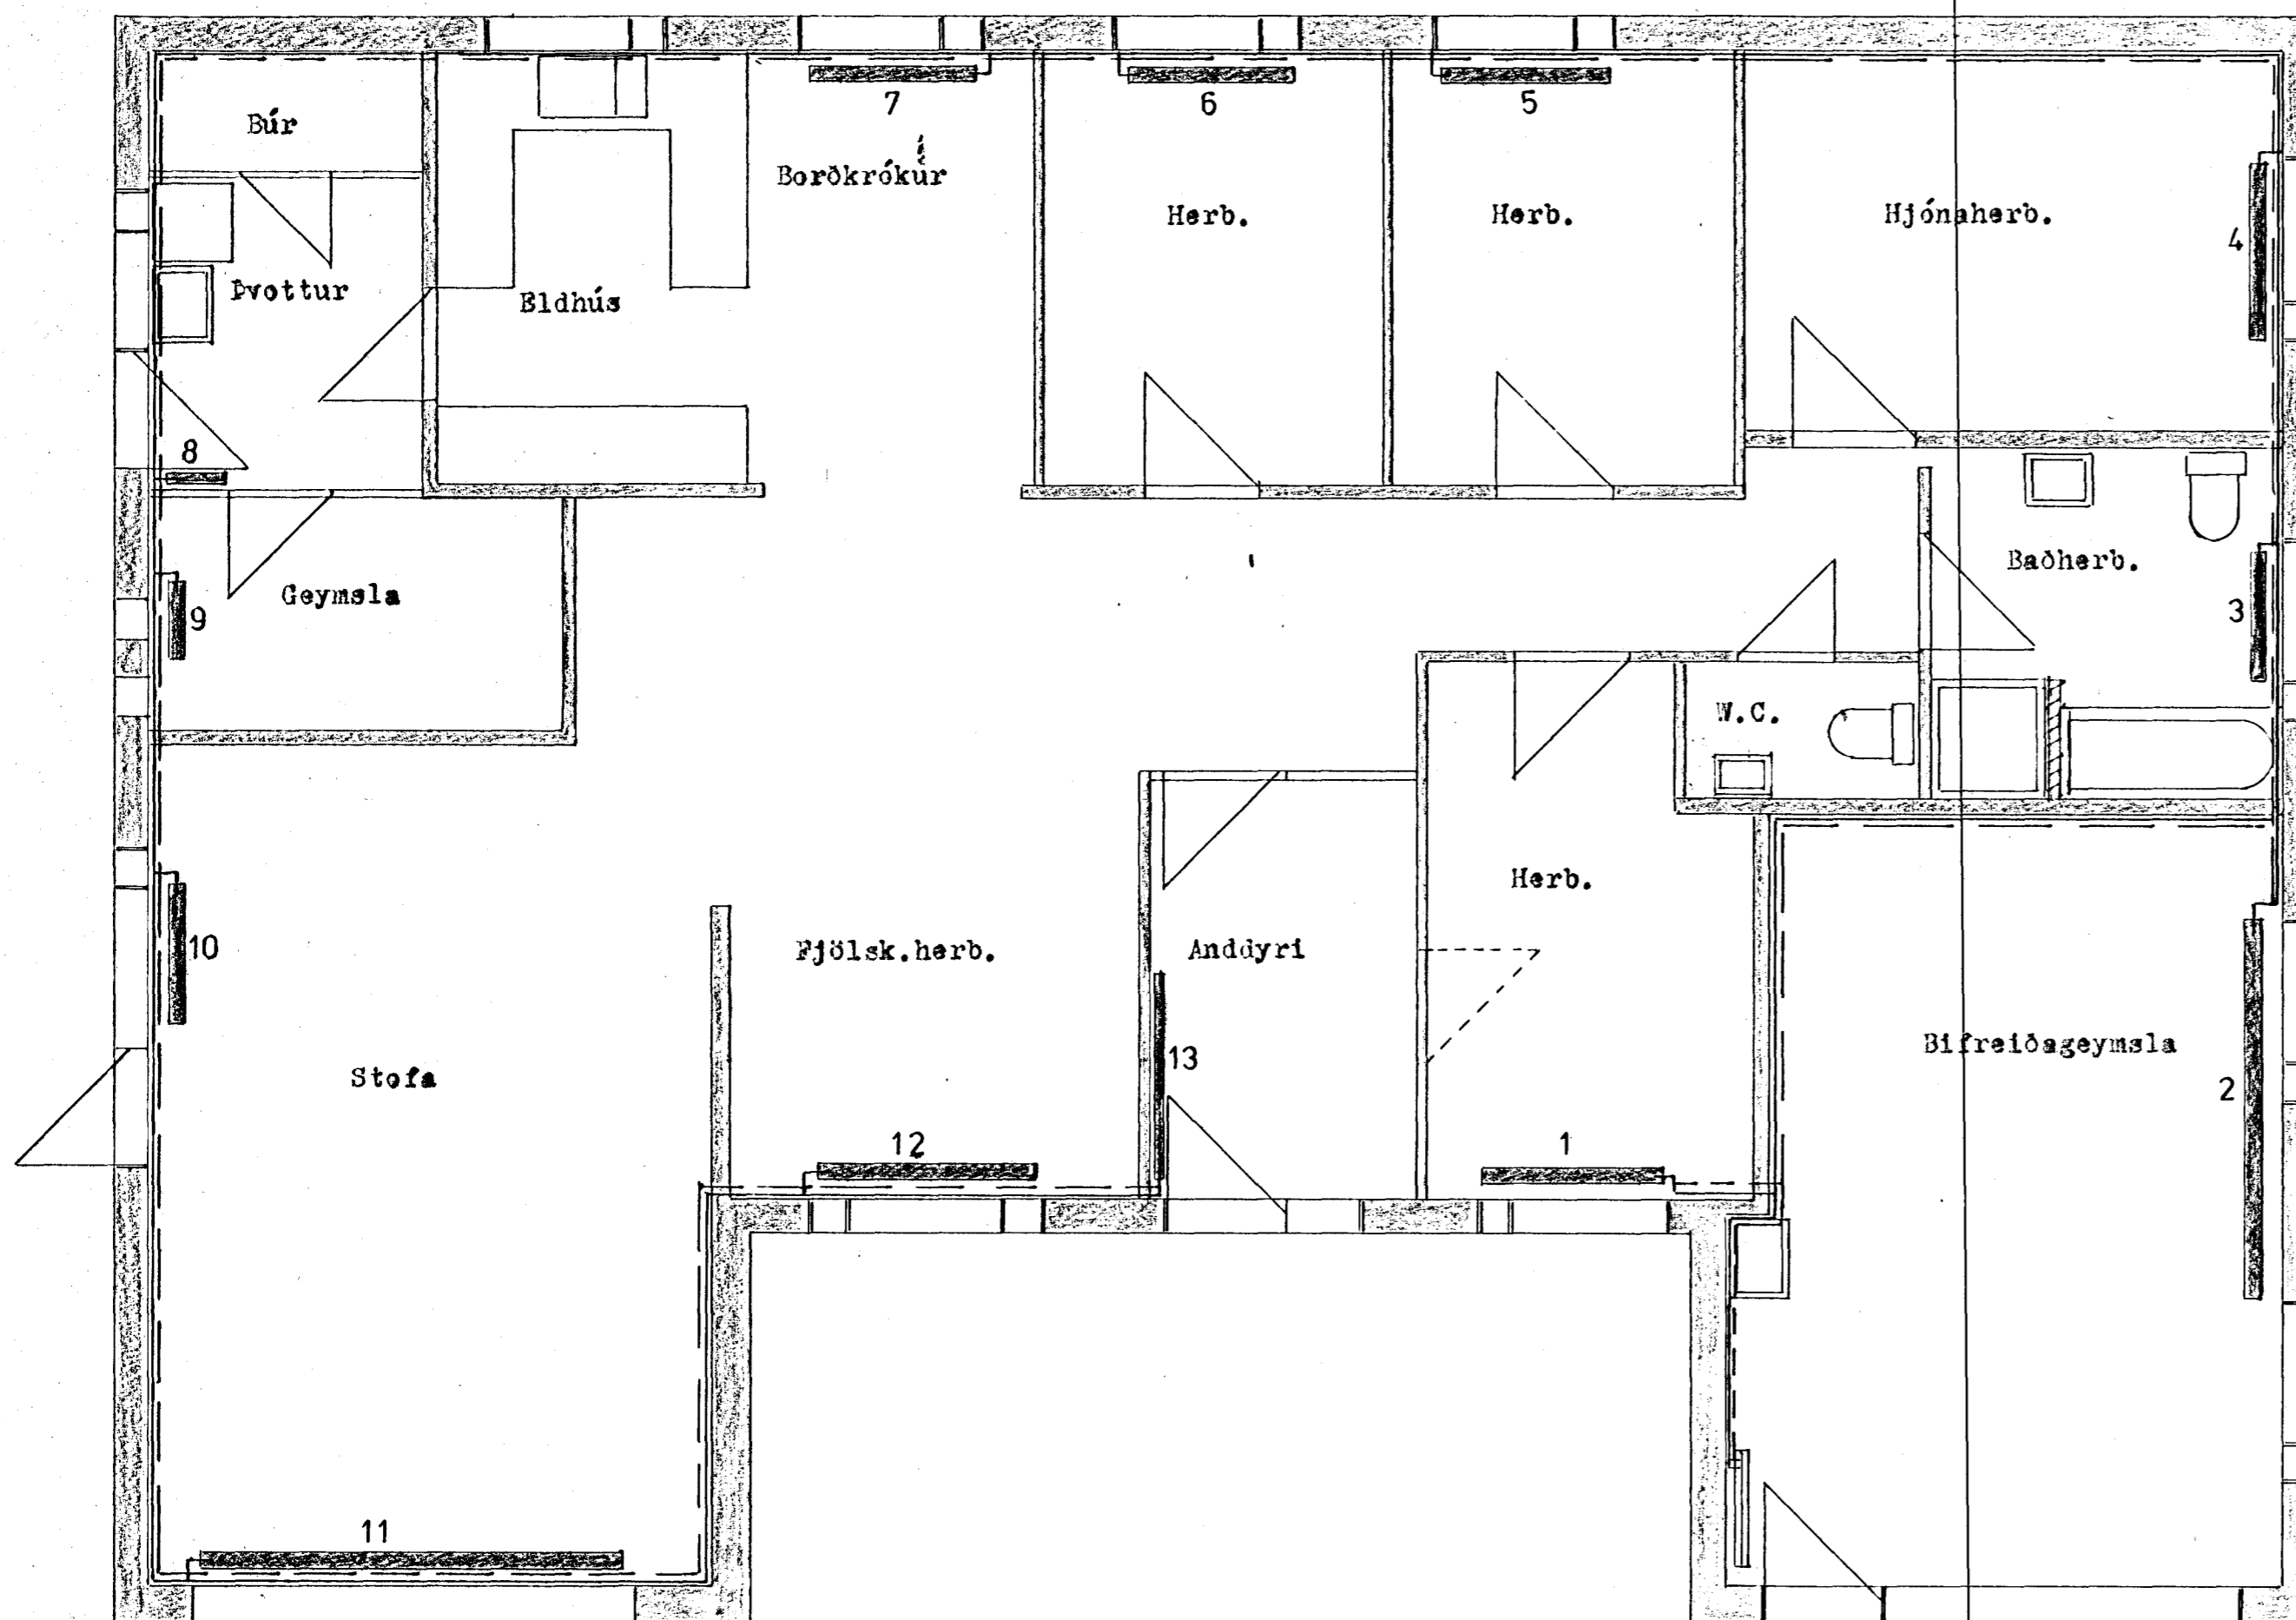 7
6
5
Búr
Borðkrókur
Herb.
Herb.
Hjónaherb.
4
Þvottur
Eldhús
8
Baðherb.
Geymsla
9
3
W.C.
Herb.
10
Fjölsk.herb.
Anddyri
Stofa
13
Bifreiðageymsla
2
12
1
11